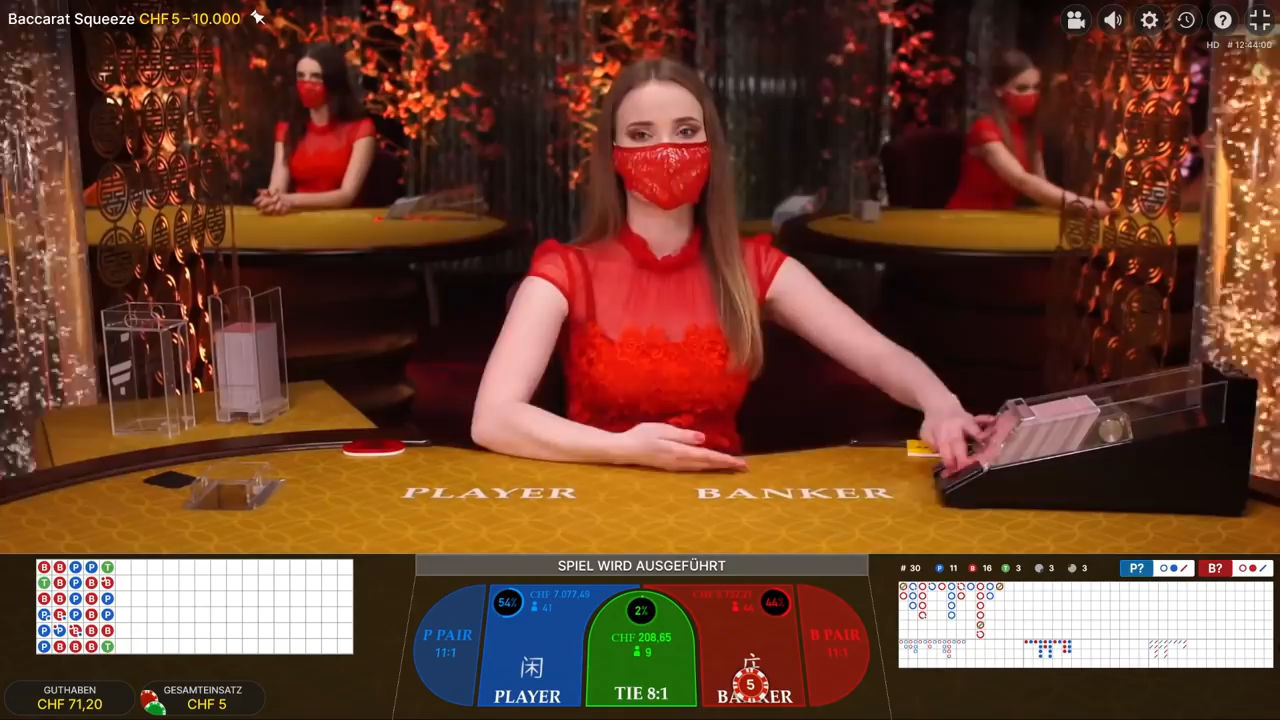 Baccarat Squeeze CHF 5–10.000
HD # 12:44:00
PLAYER BANKER
SPIEL WIRD AUSGEFÜHRT
B B P P T
T B P B B
B B P B P
P B B B P
P P B B B
P B B B T
# 30 P 11 B 16 T 3 3 3 P? B?
54% CHF 7.077,49
41
2%
CHF 208,65
9
44%
44
P PAIR
11:1
闲
PLAYER
TIE 8:1
庄
5
B PAIR
11:1
GUTHABEN
CHF 71,20
GESAMTEINSATZ
CHF 5